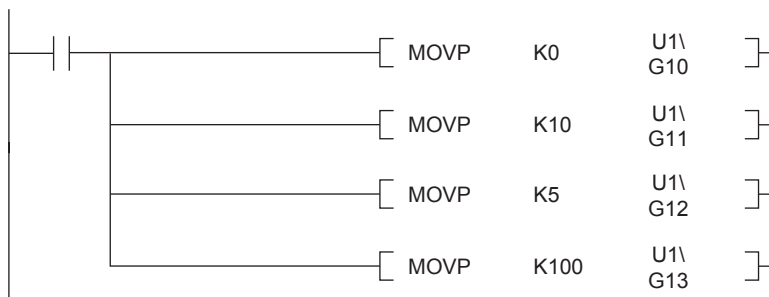 MOVP K0 U1\
G10
MOVP K10 U1\
G11
MOVP K5 U1\
G12
MOVP K100 U1\
G13